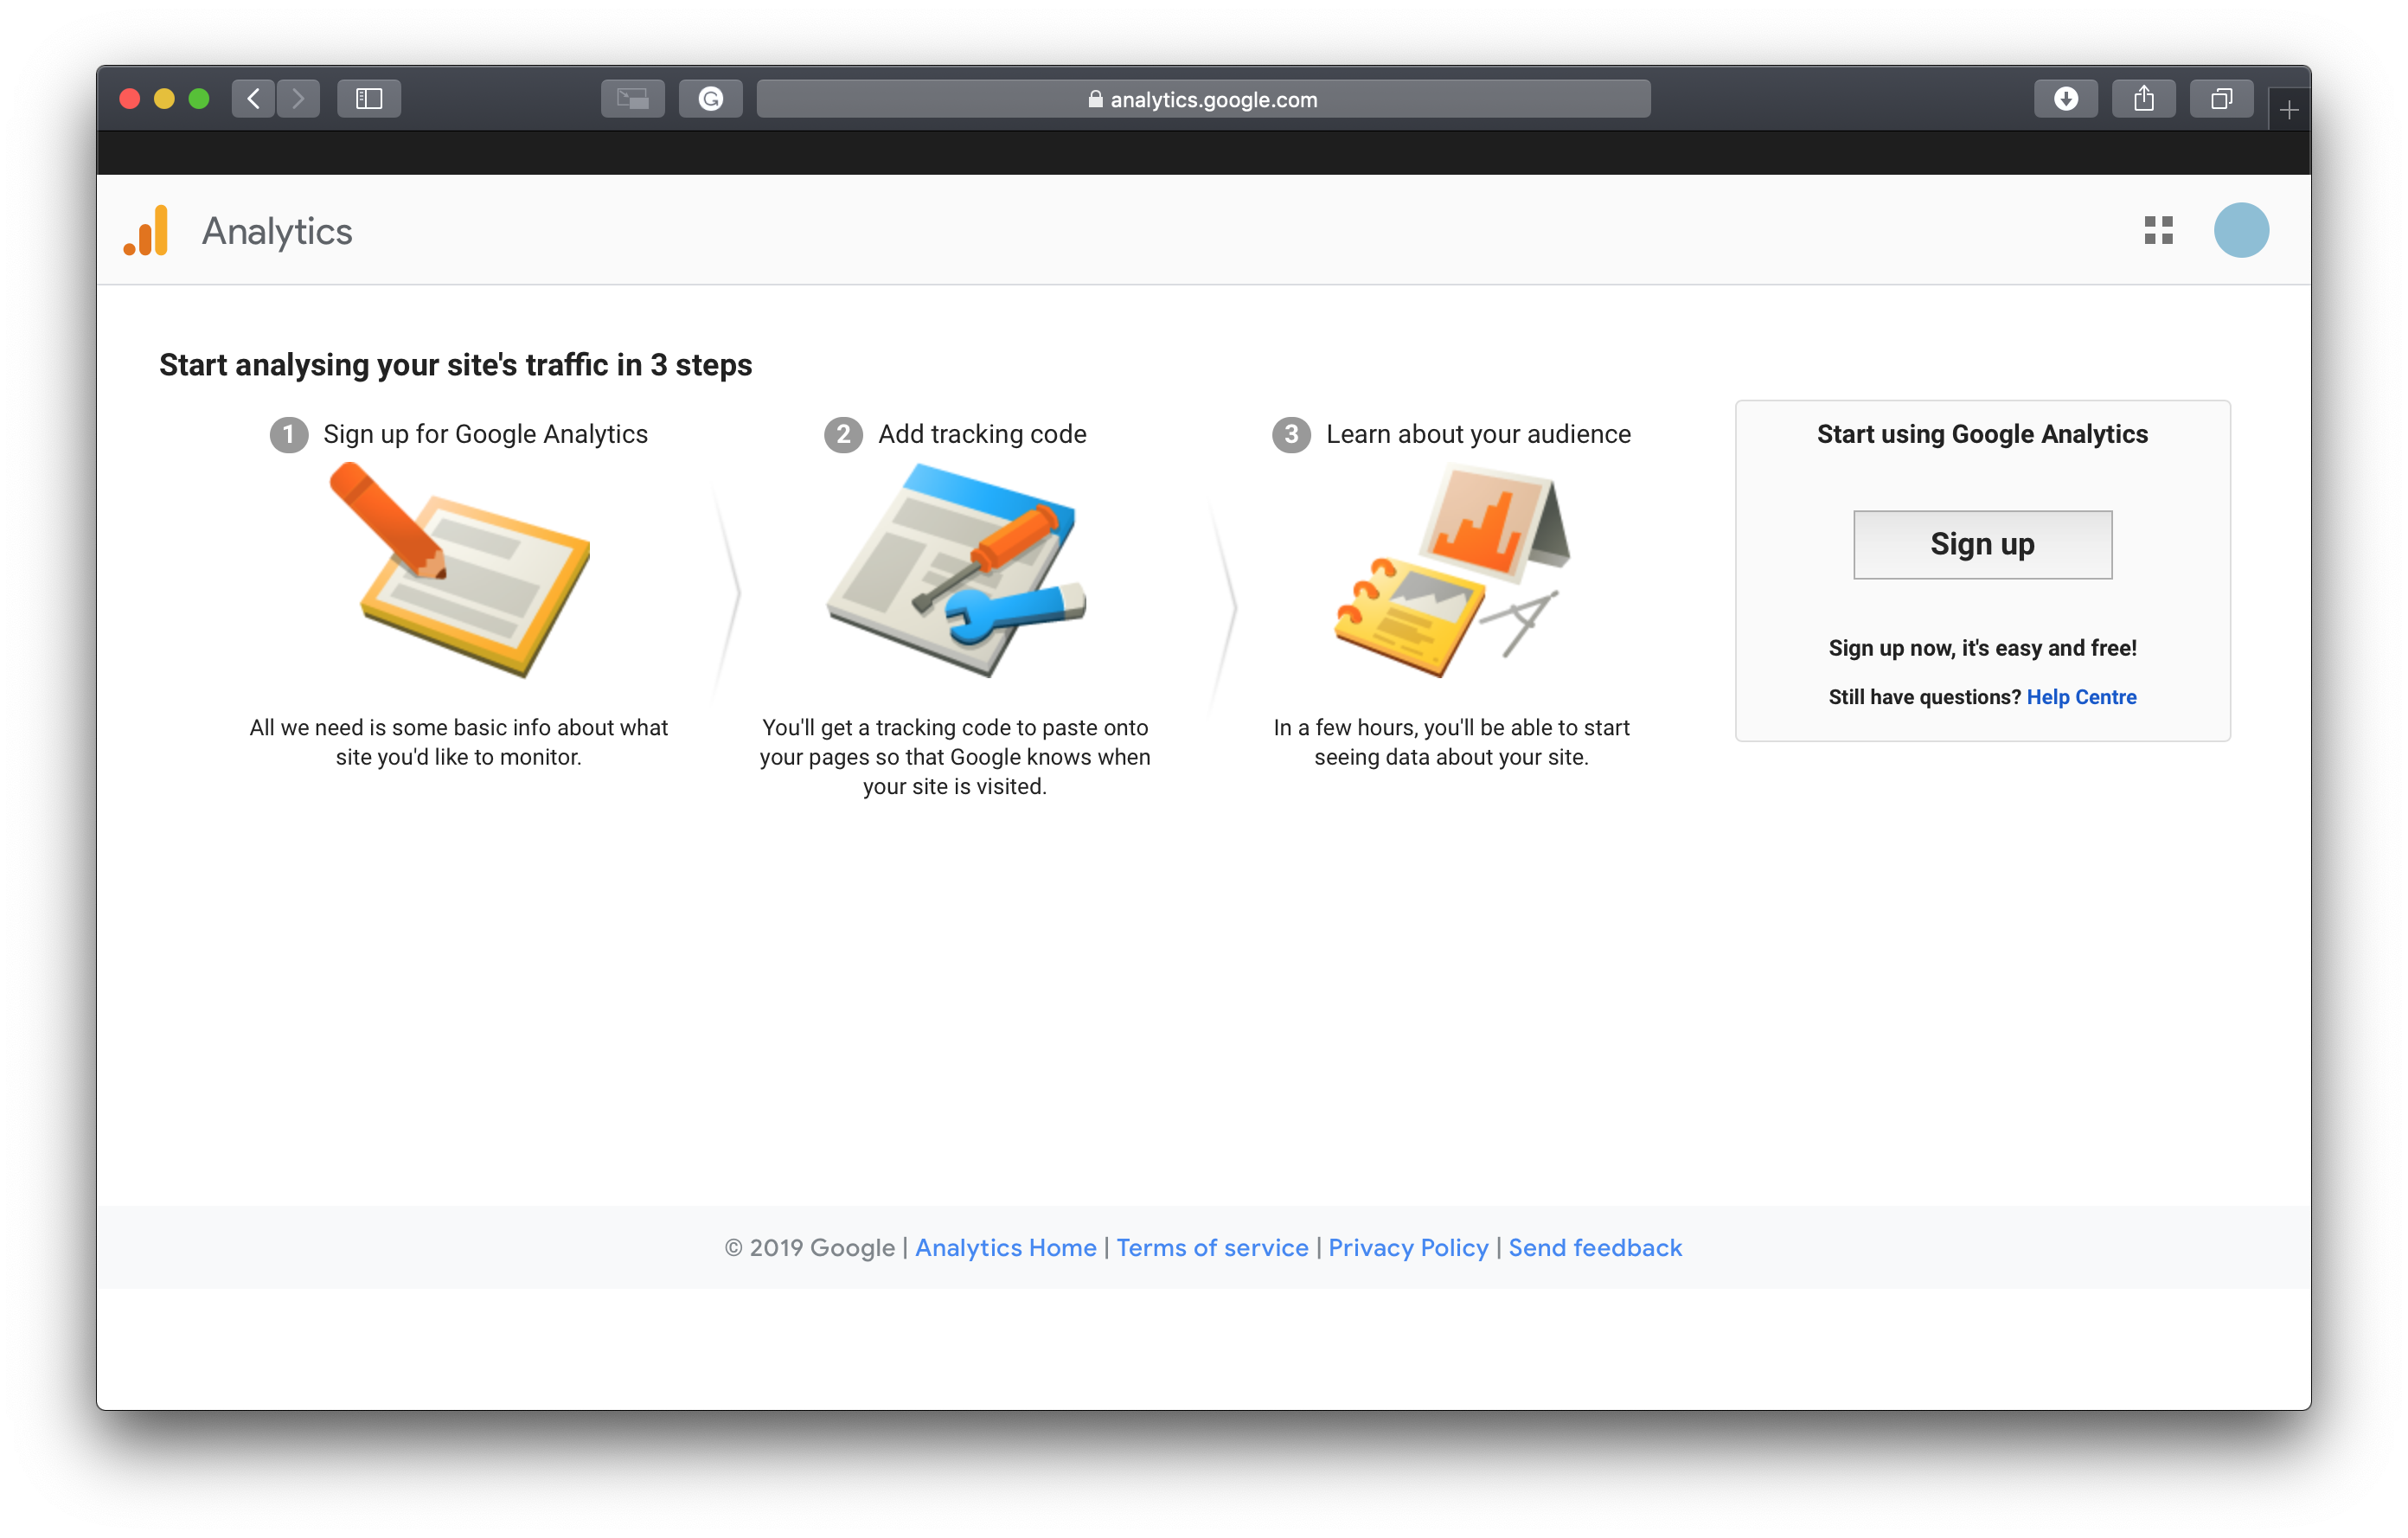 analytics.google.com
Analytics
Start analysing your site's traffic in 3 steps
1 Sign up for Google Analytics
All we need is some basic info about what
site you'd like to monitor.
2 Add tracking code
You'll get a tracking code to paste onto
your pages so that Google knows when
your site is visited.
3 Learn about your audience
In a few hours, you'll be able to start
seeing data about your site.
Start using Google Analytics
Sign up
Sign up now, it's easy and free!
Still have questions? Help Centre
© 2019 Google | Analytics Home | Terms of service | Privacy Policy | Send feedback